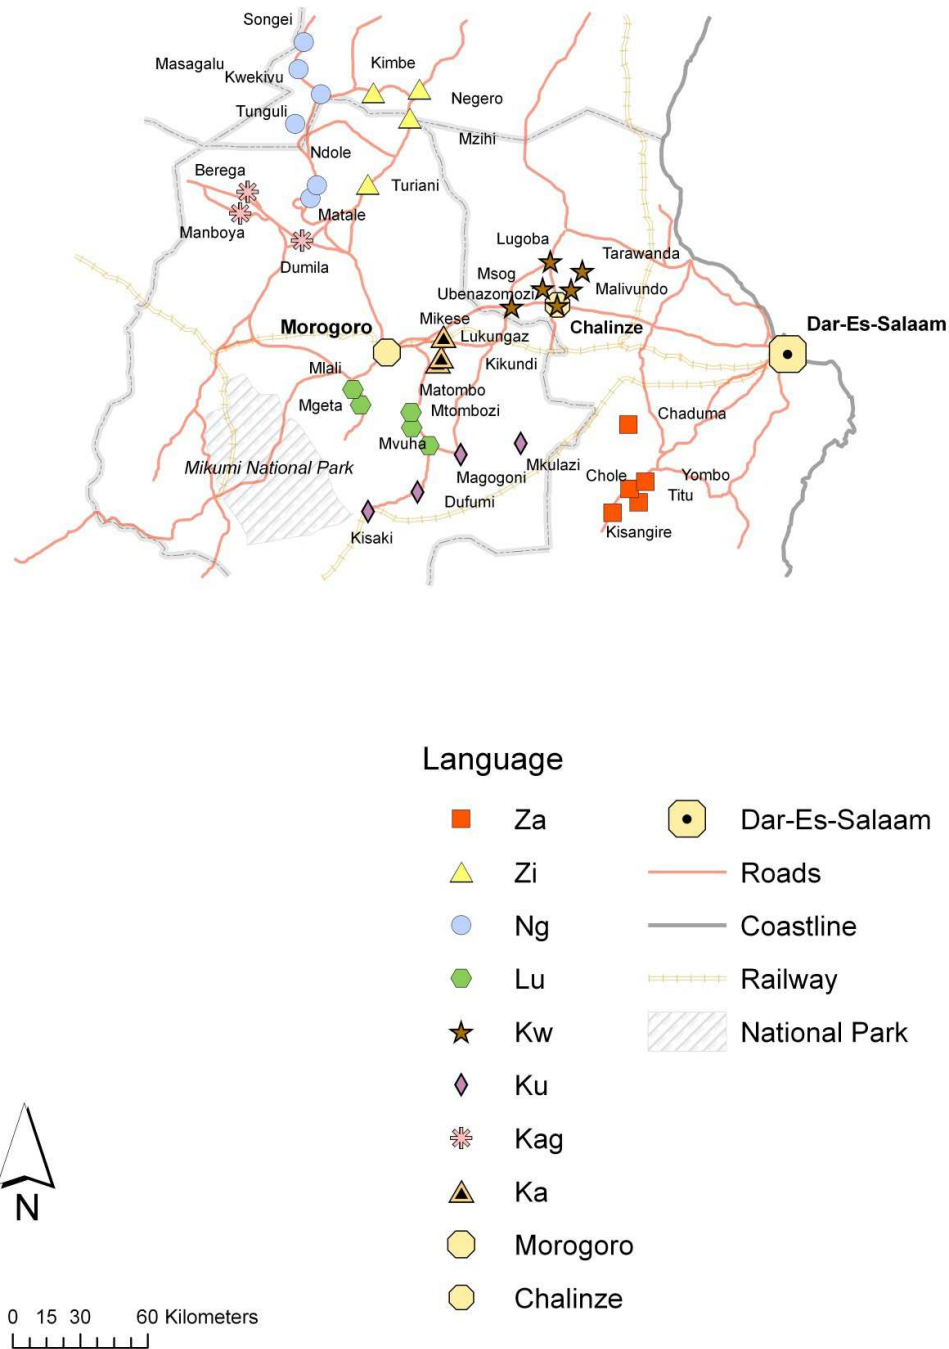 Songei
Masagalu
Kwekivu
Kimbe
Tunguli
Negero
Mzihi
Ndole
Berega
Turiani
Manboya
Matale
Dumila
Lugoba
Tarawanda
Msog
Ubenazomozi
Malivundo
Morogoro
Mikese
Lukungaz
Chalinze
Dar-Es-Salaam
Mlali
Kikundi
Matombo
Mgeta
Mtombozi
Chaduma
Mvuha
Mikumi National Park
Magogoni
Mkulazi
Chole
Yombo
Dufumi
Titu
Kisaki
Kisangire
Language
Za
Dar-Es-Salaam
Zi
Roads
Ng
Coastline
Lu
Railway
Kw
National Park
Ku
Kag
Ka
Morogoro
Chalinze
N
0 15 30 60 Kilometers